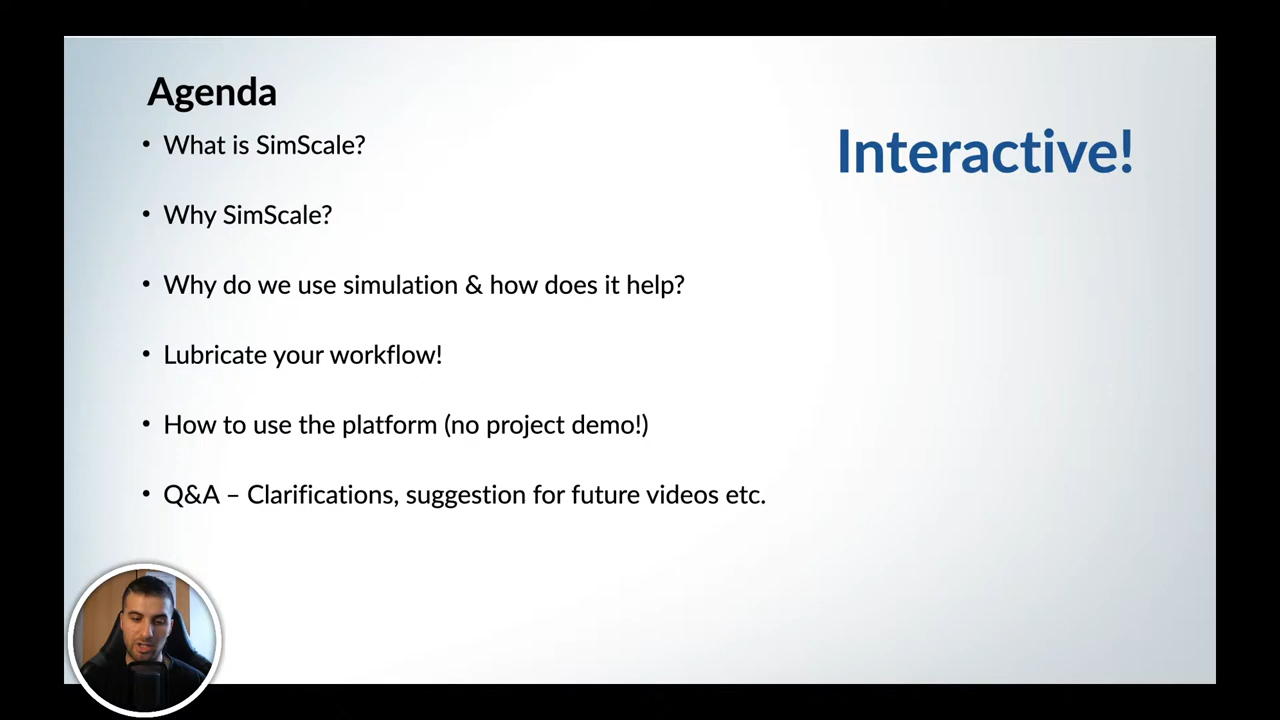 Agenda
Interactive!
• What is SimScale?
• Why SimScale?
• Why do we use simulation & how does it help?
• Lubricate your workflow!
• How to use the platform (no project demo!)
• Q&A – Clarifications, suggestion for future videos etc.